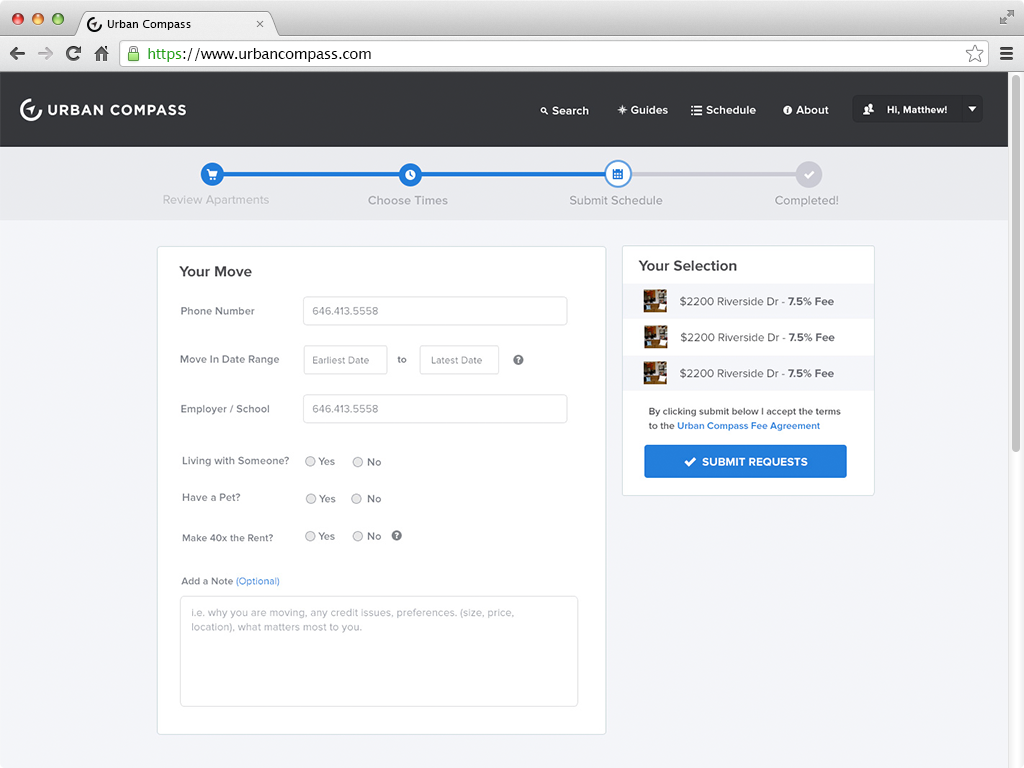 Urban Compass
https://www.urbancompass.com
URBAN COMPASS
Search
Guides
Schedule
About
Hi, Matthew!
Review Apartments
Choose Times
Submit Schedule
Completed!
Your Move
Phone Number
646.413.5558
Move In Date Range
Earliest Date
to
Latest Date
?
Employer / School
646.413.5558
Living with Someone?
Yes
No
Have a Pet?
Yes
No
Make 40x the Rent?
Yes
No
?
Add a Note (Optional)
i.e. why you are moving, any credit issues, preferences. (size, price,
location), what matters most to you.
Your Selection
$2200 Riverside Dr - 7.5% Fee
$2200 Riverside Dr - 7.5% Fee
$2200 Riverside Dr - 7.5% Fee
By clicking submit below I accept the terms
to the Urban Compass Fee Agreement
SUBMIT REQUESTS